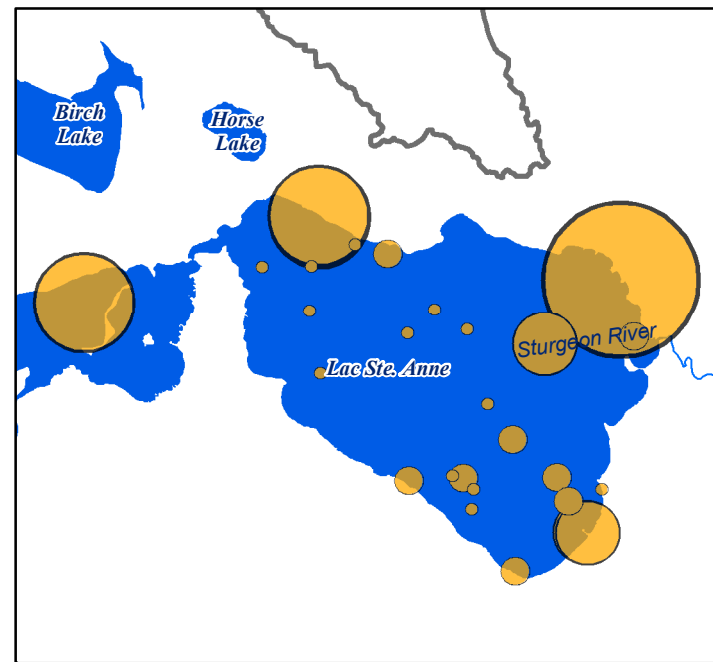 Birch
Lake
Horse
Lake
Sturgeon River
Lac Ste. Anne